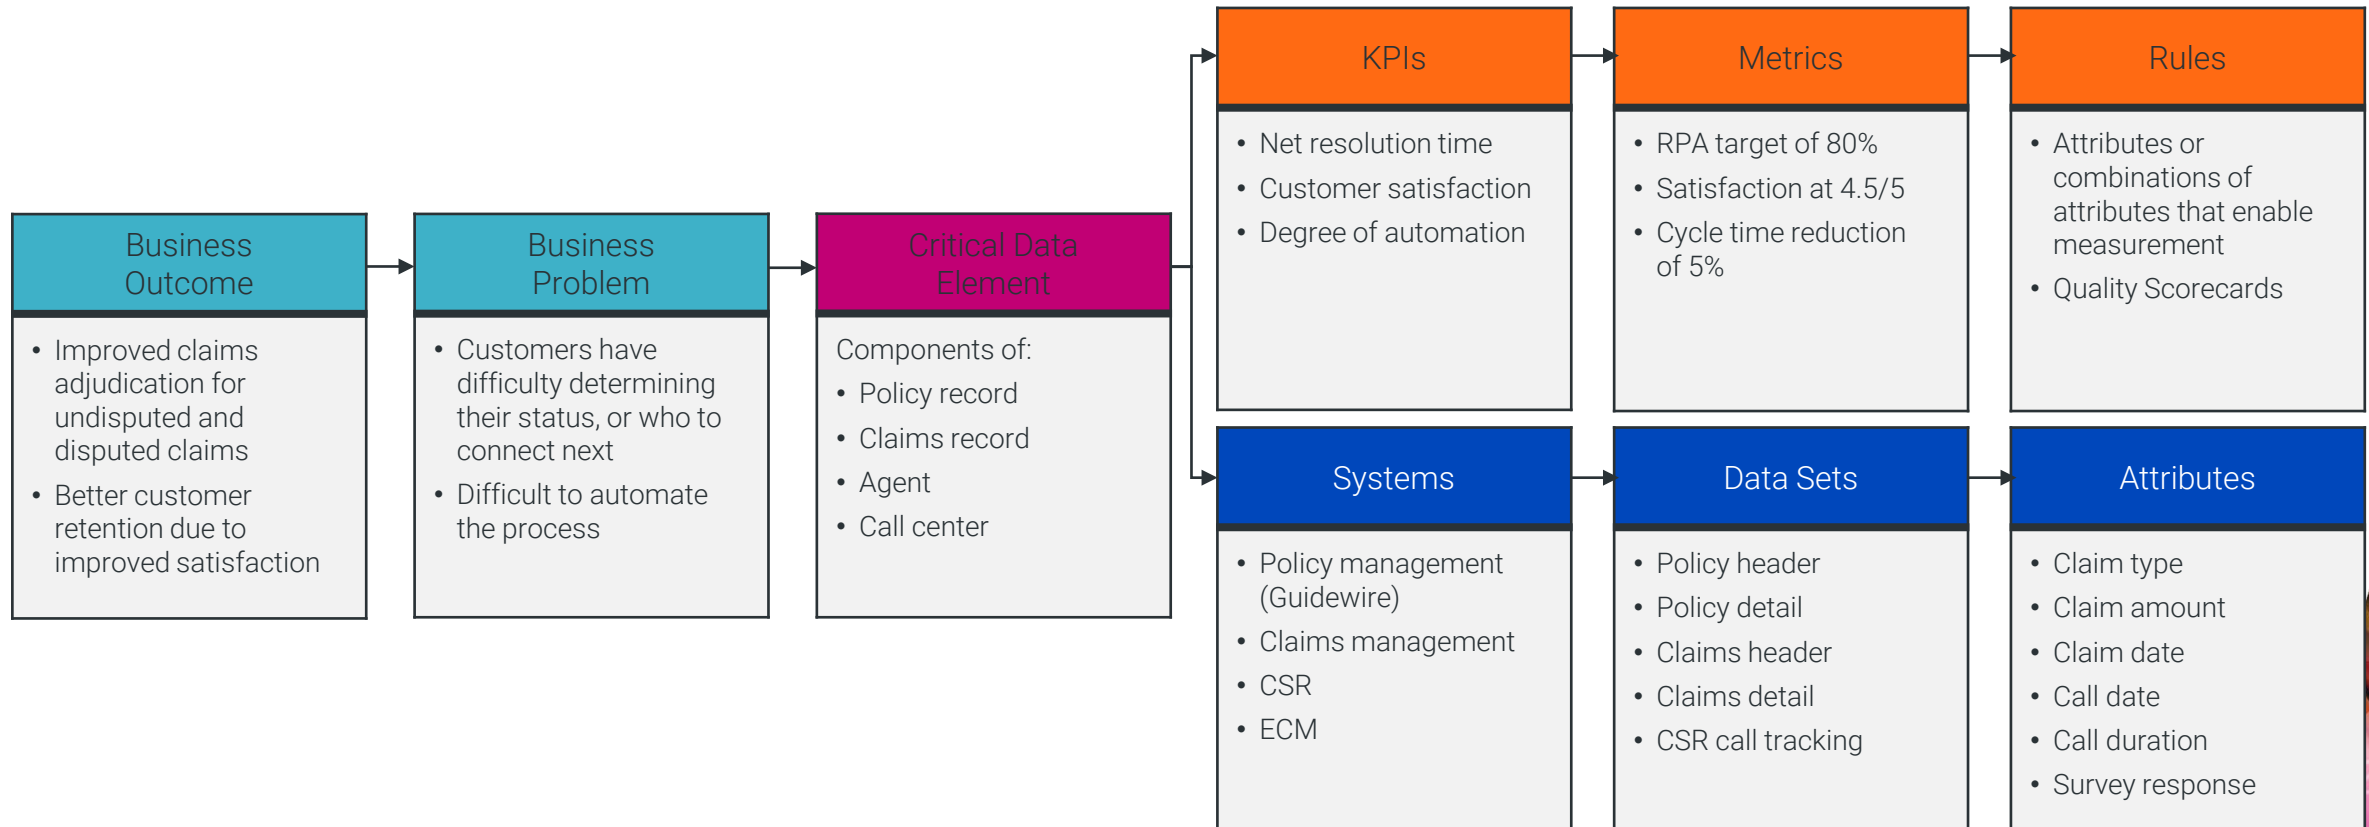 Business
Outcome
• Improved claims
adjudication for
undisputed and
disputed claims
• Better customer
retention due to
improved satisfaction
Business
Problem
• Customers have
difficulty determining
their status, or who to
connect next
• Difficult to automate
the process
Critical Data
Element
Components of:
• Policy record
• Claims record
• Agent
• Call center
KPIs
• Net resolution time
• Customer satisfaction
• Degree of automation
Metrics
• RPA target of 80%
• Satisfaction at 4.5/5
• Cycle time reduction
of 5%
Rules
• Attributes or
combinations of
attributes that enable
measurement
• Quality Scorecards
Systems
• Policy management
(Guidewire)
• Claims management
• CSR
• ECM
Data Sets
• Policy header
• Policy detail
• Claims header
• Claims detail
• CSR call tracking
Attributes
• Claim type
• Claim amount
• Claim date
• Call date
• Call duration
• Survey response